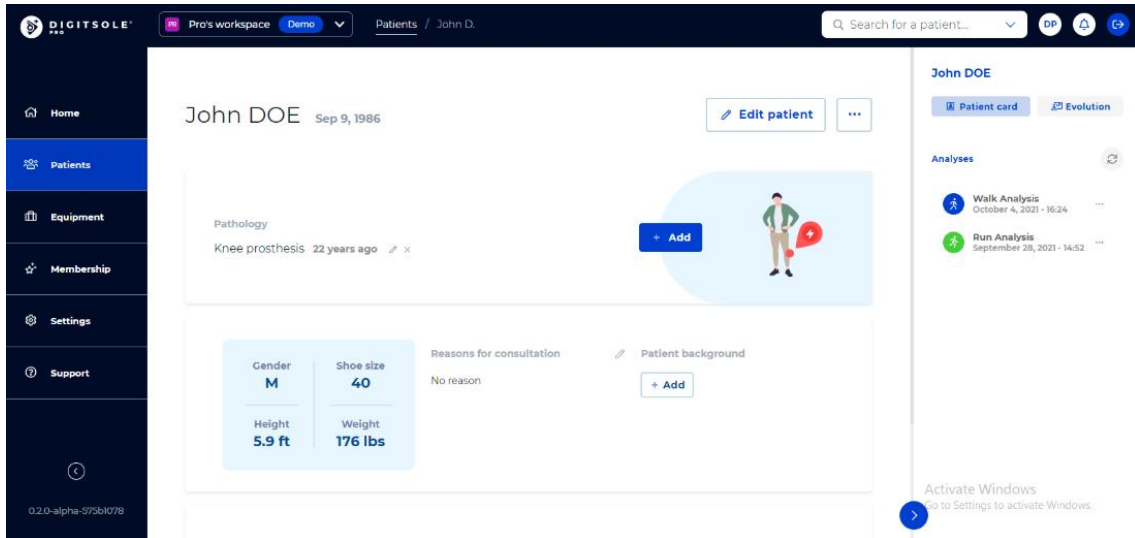 DIGITSOLE
PRO
PR Pro's workspace Demo
Patients / John D.
Search for a patient...
DP
Home
Patients
Equipment
Membership
Settings
Support
0.2.0-alpha-575b1078
John DOE Sep 9, 1986
Edit patient
...
Pathology
Knee prosthesis 22 years ago
+ Add
Gender
M
Shoe size
40
Height
5.9 ft
Weight
176 lbs
Reasons for consultation
No reason
Patient background
+ Add
John DOE
Patient card
Evolution
Analyses
Walk Analysis
October 4, 2021 - 16:24
...
Run Analysis
September 28, 2021 - 14:52
...
Activate Windows
Go to Settings to activate Windows.